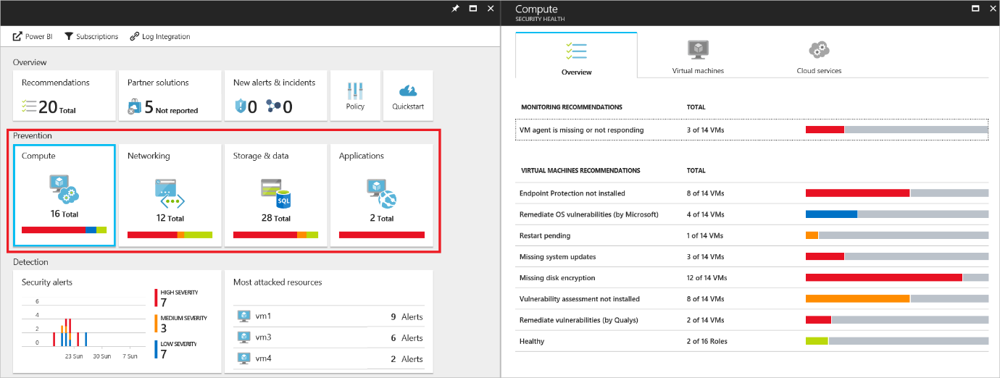 Power BI Subscriptions Log Integration
Overview
Recommendations
20 Total
Partner solutions
5 Not reported
New alerts & incidents
0 0
Policy
Quickstart
Prevention
Compute
16 Total
Networking
12 Total
Storage & data
SQL
28 Total
Applications
2 Total
Detection
Security alerts
6
4
2
0
23 Sun 30 Sun 7 Sun
HIGH SEVERITY
7
MEDIUM SEVERITY
3
LOW SEVERITY
7
Most attacked resources
vm1 9 Alerts
vm3 6 Alerts
vm4 2 Alerts
Compute
SECURITY HEALTH
Overview
Virtual machines
Cloud services
MONITORING RECOMMENDATIONS TOTAL
VM agent is missing or not responding 3 of 14 VMs
VIRTUAL MACHINES RECOMMENDATIONS TOTAL
Endpoint Protection not installed 8 of 14 VMs
Remediate OS vulnerabilities (by Microsoft) 4 of 14 VMs
Restart pending 1 of 14 VMs
Missing system updates 3 of 14 VMs
Missing disk encryption 12 of 14 VMs
Vulnerability assessment not installed 8 of 14 VMs
Remediate vulnerabilities (by Qualys) 2 of 14 VMs
Healthy 2 of 16 Roles